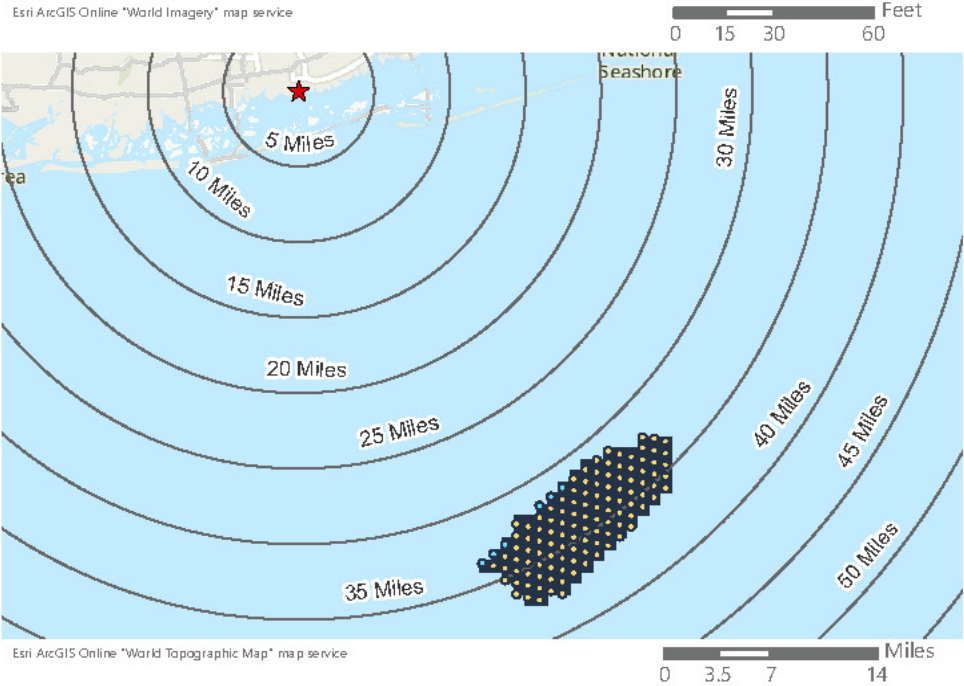 Esri ArcGIS Online "World Imagery" map service
Feet
0 15 30 60
National
Seashore
30 Miles
5 Miles
10 Miles
15 Miles
20 Miles
25 Miles
40 Miles
45 Miles
50 Miles
35 Miles
Esri ArcGIS Online "World Topographic Map" map service
Miles
0 3.5 7 14